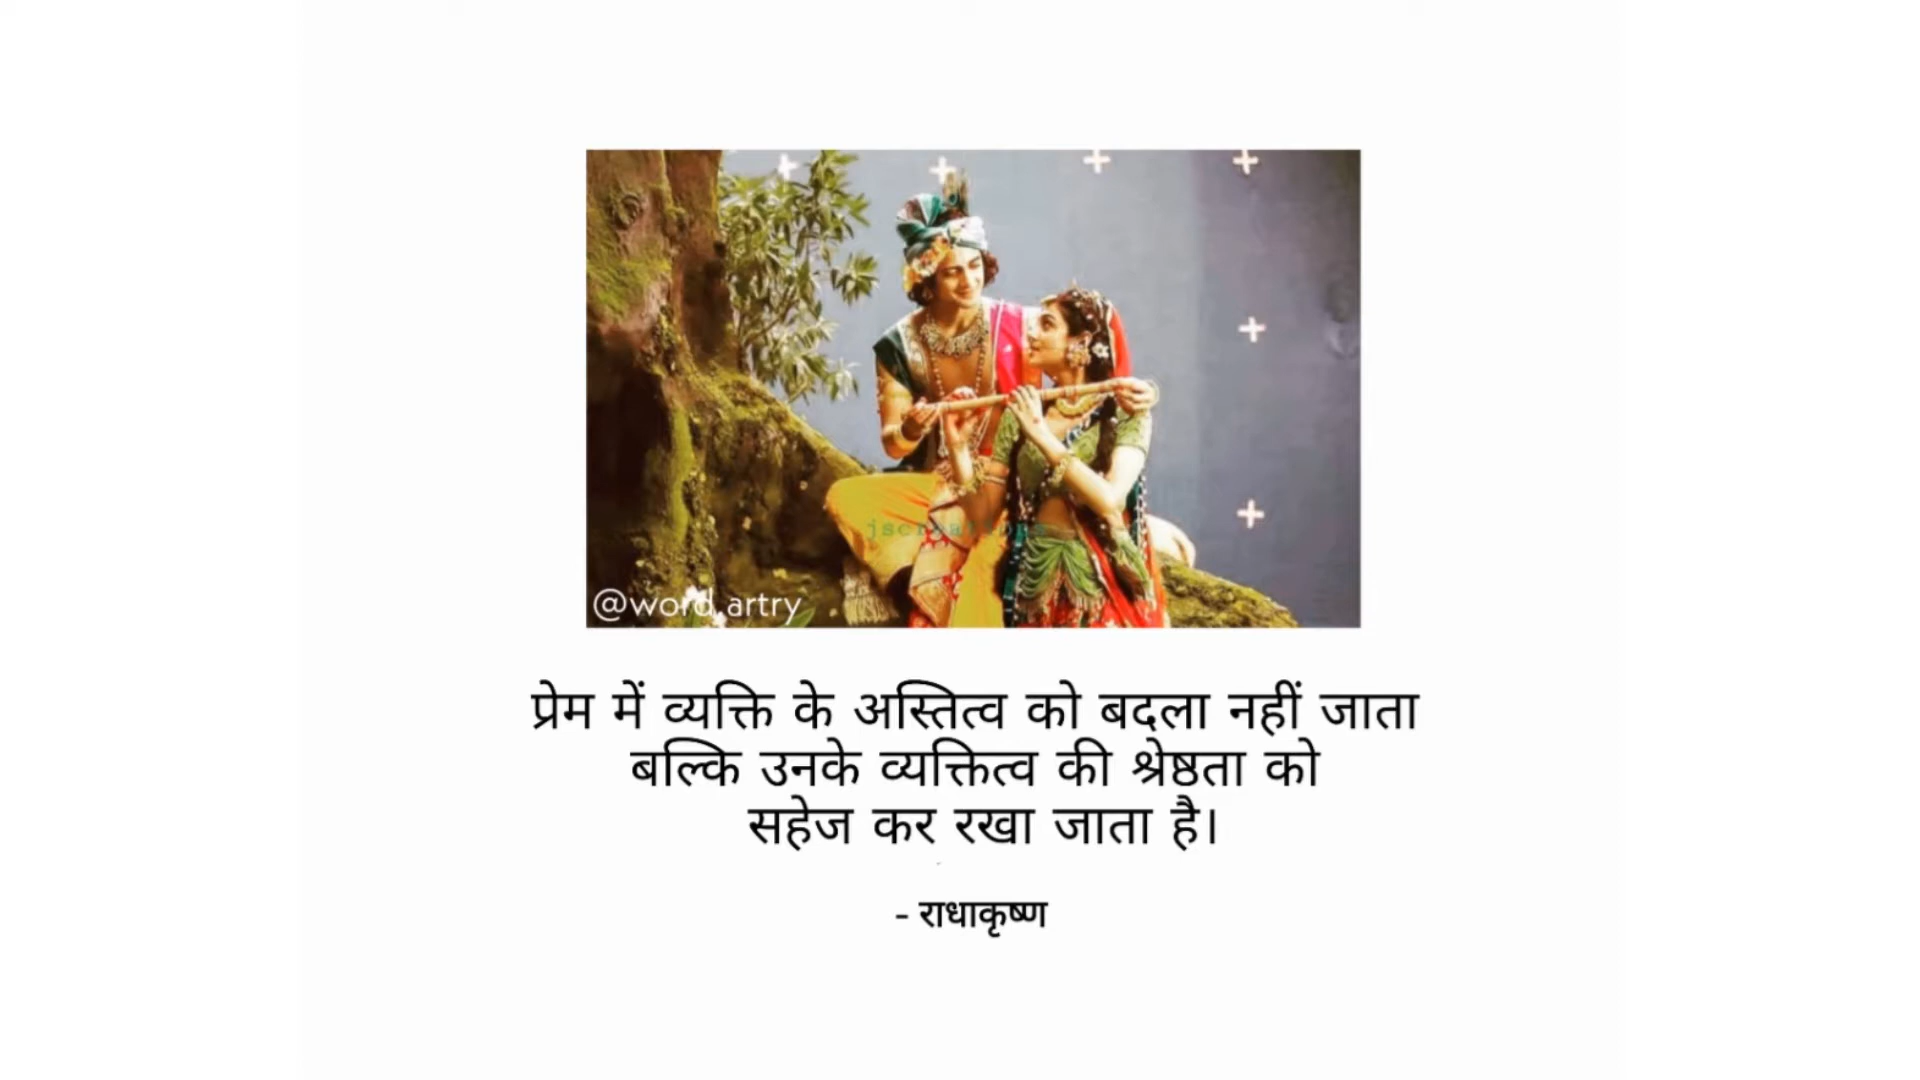 @word.artry
प्रेम में व्यक्ति के अस्तित्व को बदला नहीं जाता
बल्कि उनके व्यक्तित्व की श्रेष्ठता को
सहेज कर रखा जाता है।
- राधाकृष्ण